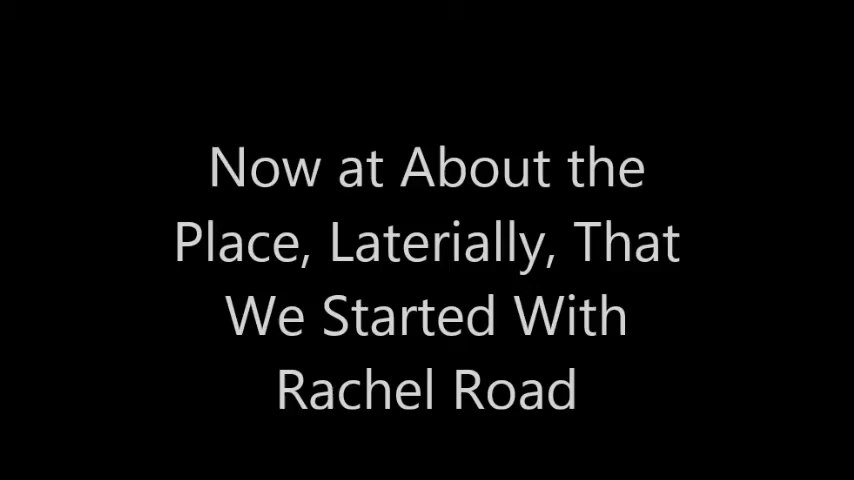 Now at About the
Place, Laterially, That
We Started With
Rachel Road